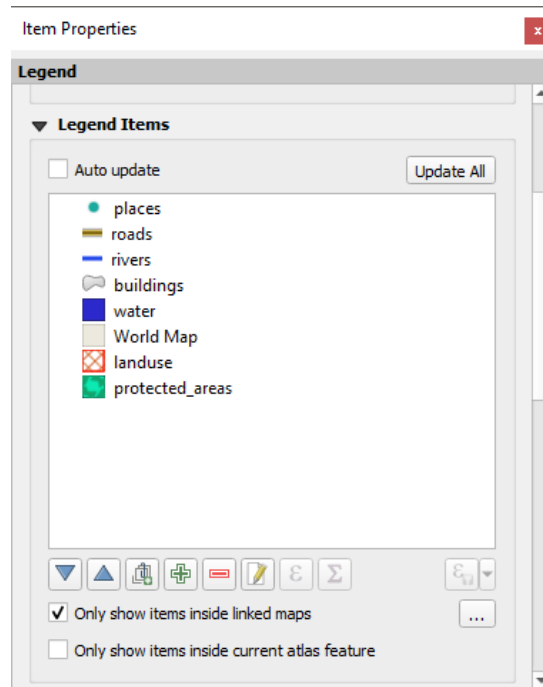 Item Properties
x
Legend
Legend Items
Auto update
Update All
places
roads
rivers
buildings
water
World Map
landuse
protected_areas
ε
Σ
ε
Only show items inside linked maps
...
Only show items inside current atlas feature